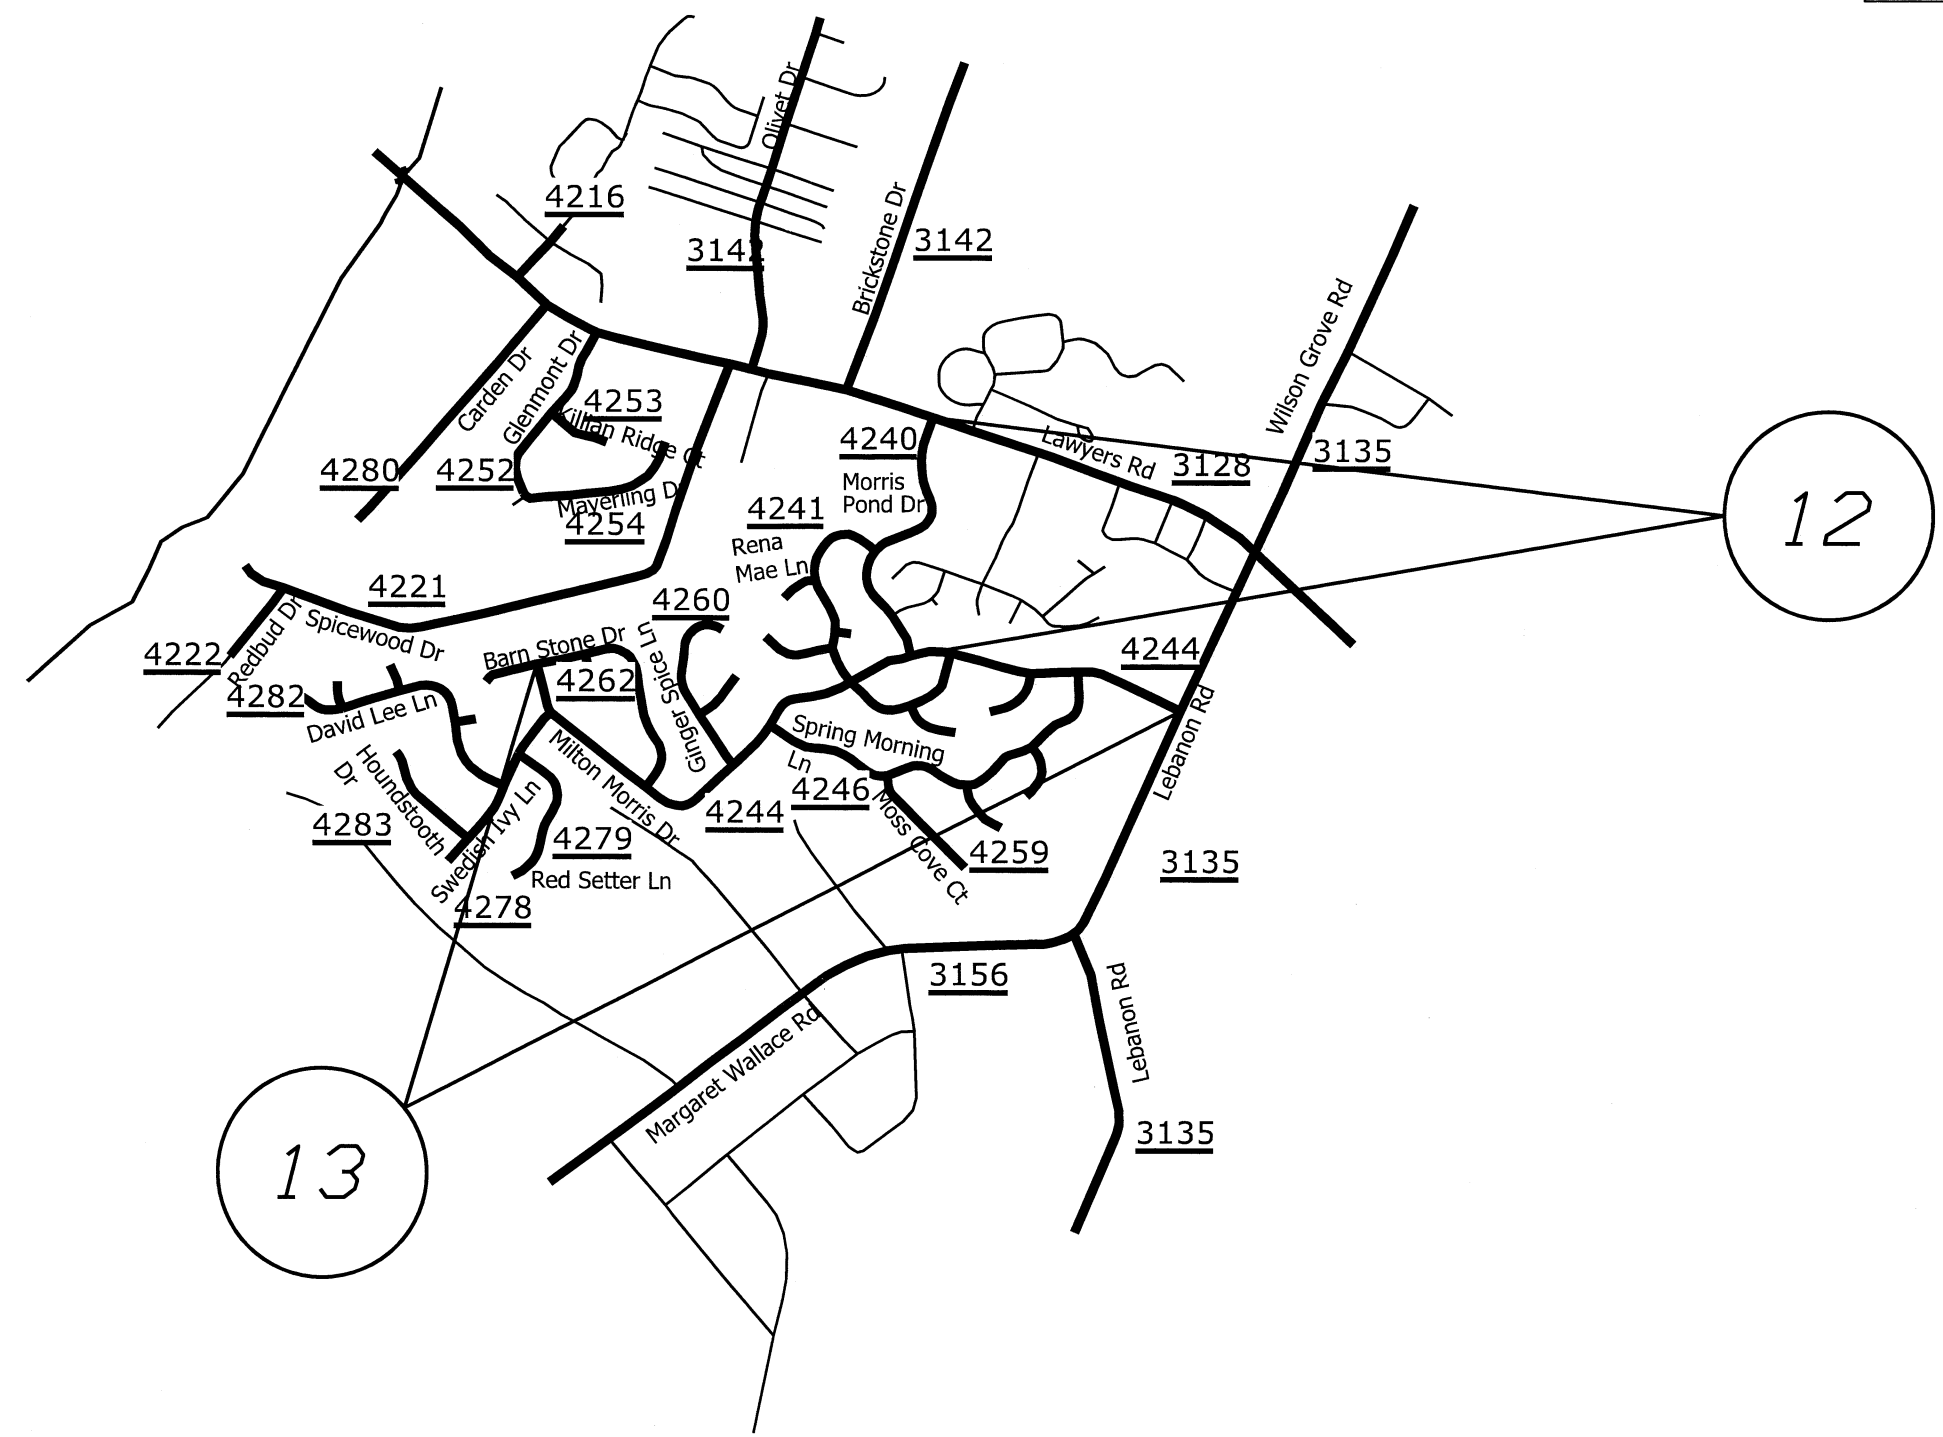 Olivet Dr
4216
Brickstone Dr
3142
3142
Wilson Grove Rd
Carden Dr
Glenmont Dr
4253
Killian Ridge Ct
4240
Lawyers Rd
3128
3135
4280
4252
Mayerling Dr
4254
Morris
Pond Dr
4241
Rena
Mae Ln
12
4221
4260
Redbud Dr
Spicewood Dr
4222
Barn Stone Dr
Ginger Spice Ln
4244
4282
4262
David Lee Ln
Lebanon Rd
Houndstooth
Dr
Milton Morris Dr
Spring Morning
Ln
4246
4283
Swedish Ivy Ln
4244
Moss Cove Ct
4279
4259
3135
Red Setter Ln
4278
3156
Lebanon Rd
Margaret Wallace Rd
13
3135